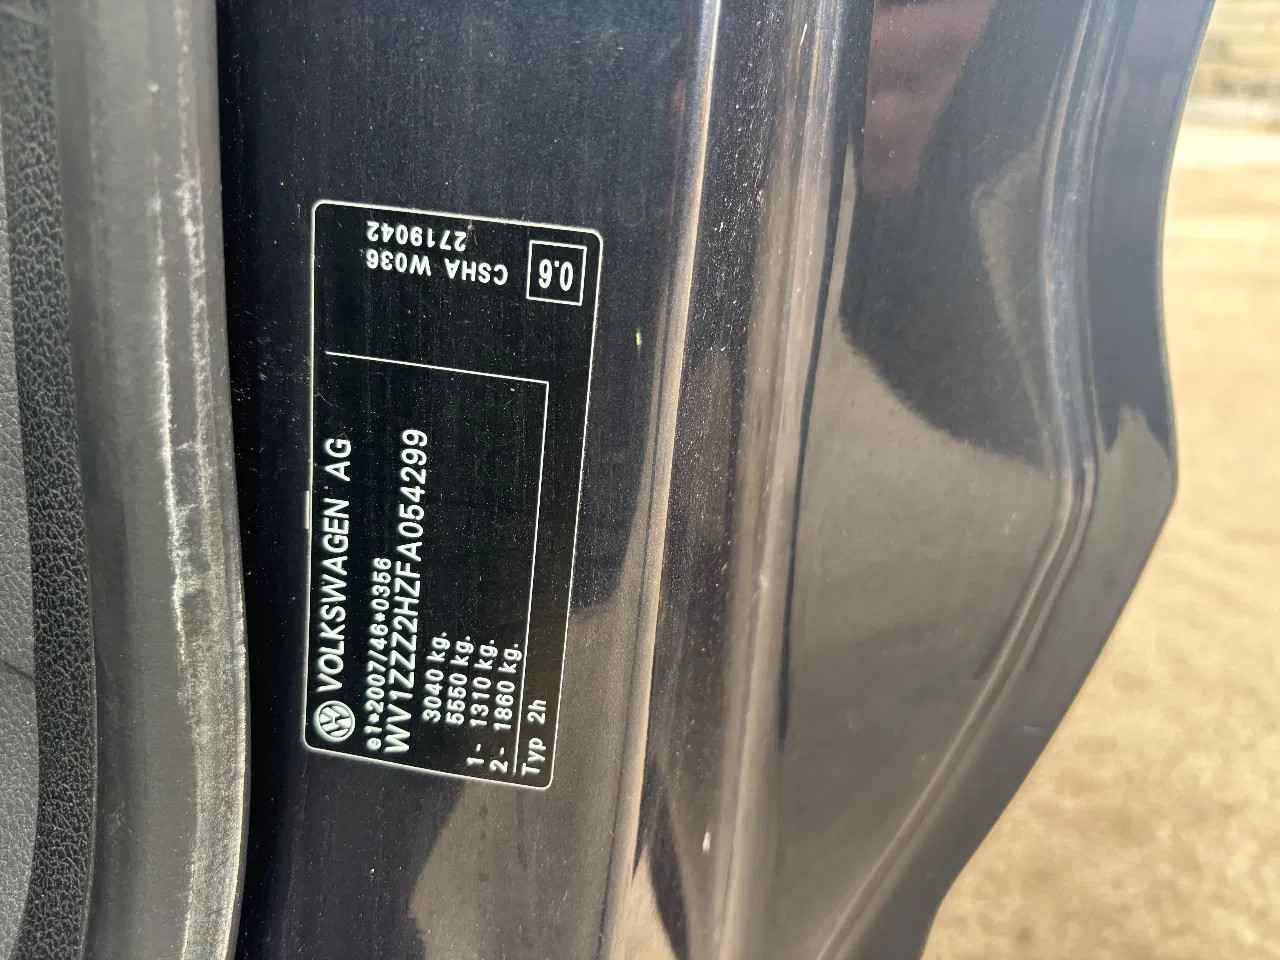 VOLKSWAGEN AG
e1*2007/46*0356
WV1ZZZ2HZFA054299
3040 kg.
5550 kg.
1- 1310 kg.
2- 1860 kg.
Typ 2h
0.6
CSHA W036
2719042